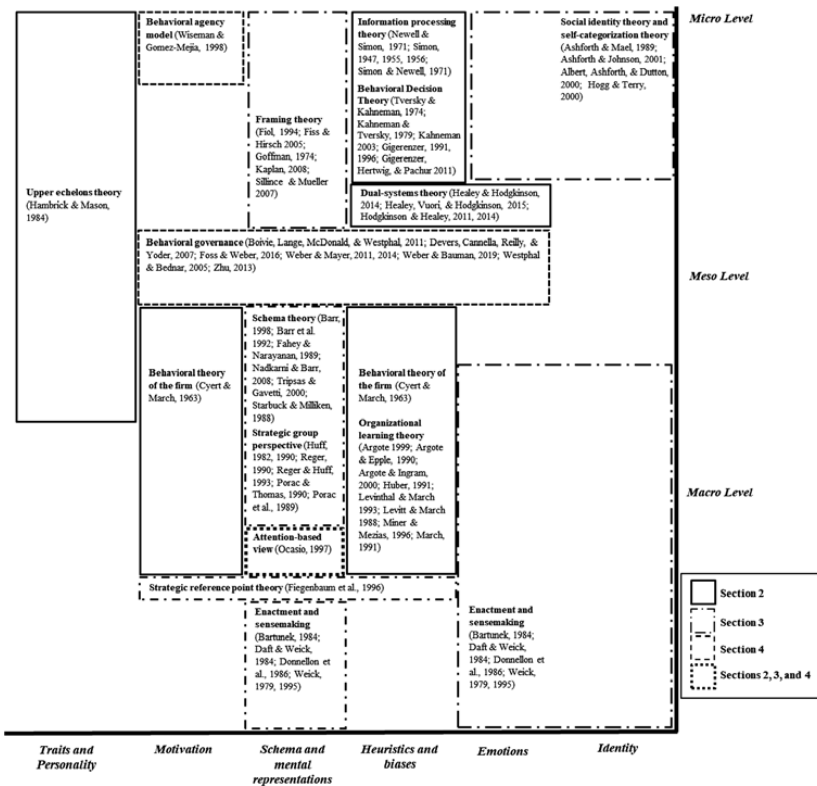 Behavioral agency
model (Wiseman &
Gomez-Mejia, 1998)
Information processing
theory (Newell &
Simon, 1971; Simon,
1947, 1955, 1956;
Simon & Newell, 1971)
Behavioral Decision
Theory (Tversky &
Kahneman, 1974;
Kahneman &
Tversky, 1979; Kahneman
2003; Gigerenzer, 1991,
1996; Gigerenzer,
Hertwig, & Pachur 2011)
Social identity theory and
self-categorization theory
(Ashforth & Mael, 1989;
Ashforth & Johnson, 2001;
Albert, Ashforth, & Dutton,
2000; Hogg & Terry,
2000)
Micro Level
Framing theory
(Fiol, 1994; Fiss &
Hirsch 2005;
Goffman, 1974;
Kaplan, 2008;
Sillince & Mueller
2007)
Upper echelons theory
(Hambrick & Mason,
1984)
Dual-systems theory (Healey & Hodgkinson,
2014; Healey, Vuori, & Hodgkinson, 2015;
Hodgkinson & Healey, 2011, 2014)
Behavioral governance (Boivie, Lange, McDonald, & Westphal, 2011; Devers, Cannella, Reilly, &
Yoder, 2007; Foss & Weber, 2016; Weber & Mayer, 2011, 2014; Weber & Bauman, 2019; Westphal
& Bednar, 2005; Zhu, 2013)
Meso Level
Behavioral theory
of the firm (Cyert &
March, 1963)
Schema theory (Barr,
1998; Barr et al.
1992; Fahey &
Narayanan, 1989;
Nadkarni & Barr,
2008; Tripsas &
Gavetti, 2000;
Starbuck & Milliken,
1988)
Strategic group
perspective (Huff,
1982, 1990; Reger,
1990; Reger & Huff,
1993; Porac &
Thomas, 1990; Porac
et al., 1989)
Attention-based
view (Ocasio, 1997)
Behavioral theory of the
firm (Cyert & March,
1963)
Organizational
learning theory
(Argote 1999; Argote
& Epple, 1990;
Argote & Ingram,
2000; Huber, 1991;
Levinthal & March
1993; Levitt & March
1988; Miner &
Mezias, 1996; March,
1991)
Macro Level
Strategic reference point theory (Fiegenbaum et al., 1996)
Enactment and
sensemaking
(Bartunek, 1984;
Daft & Weick,
1984; Donnellon et
al., 1986; Weick,
1979, 1995)
Enactment and
sensemaking
(Bartunek, 1984;
Daft & Weick,
1984; Donnellon et
al., 1986; Weick,
1979, 1995)
Section 2
Section 3
Section 4
Sections 2, 3, and 4
Traits and
Personality
Motivation
Schema and
mental
representations
Heuristics and
biases
Emotions
Identity